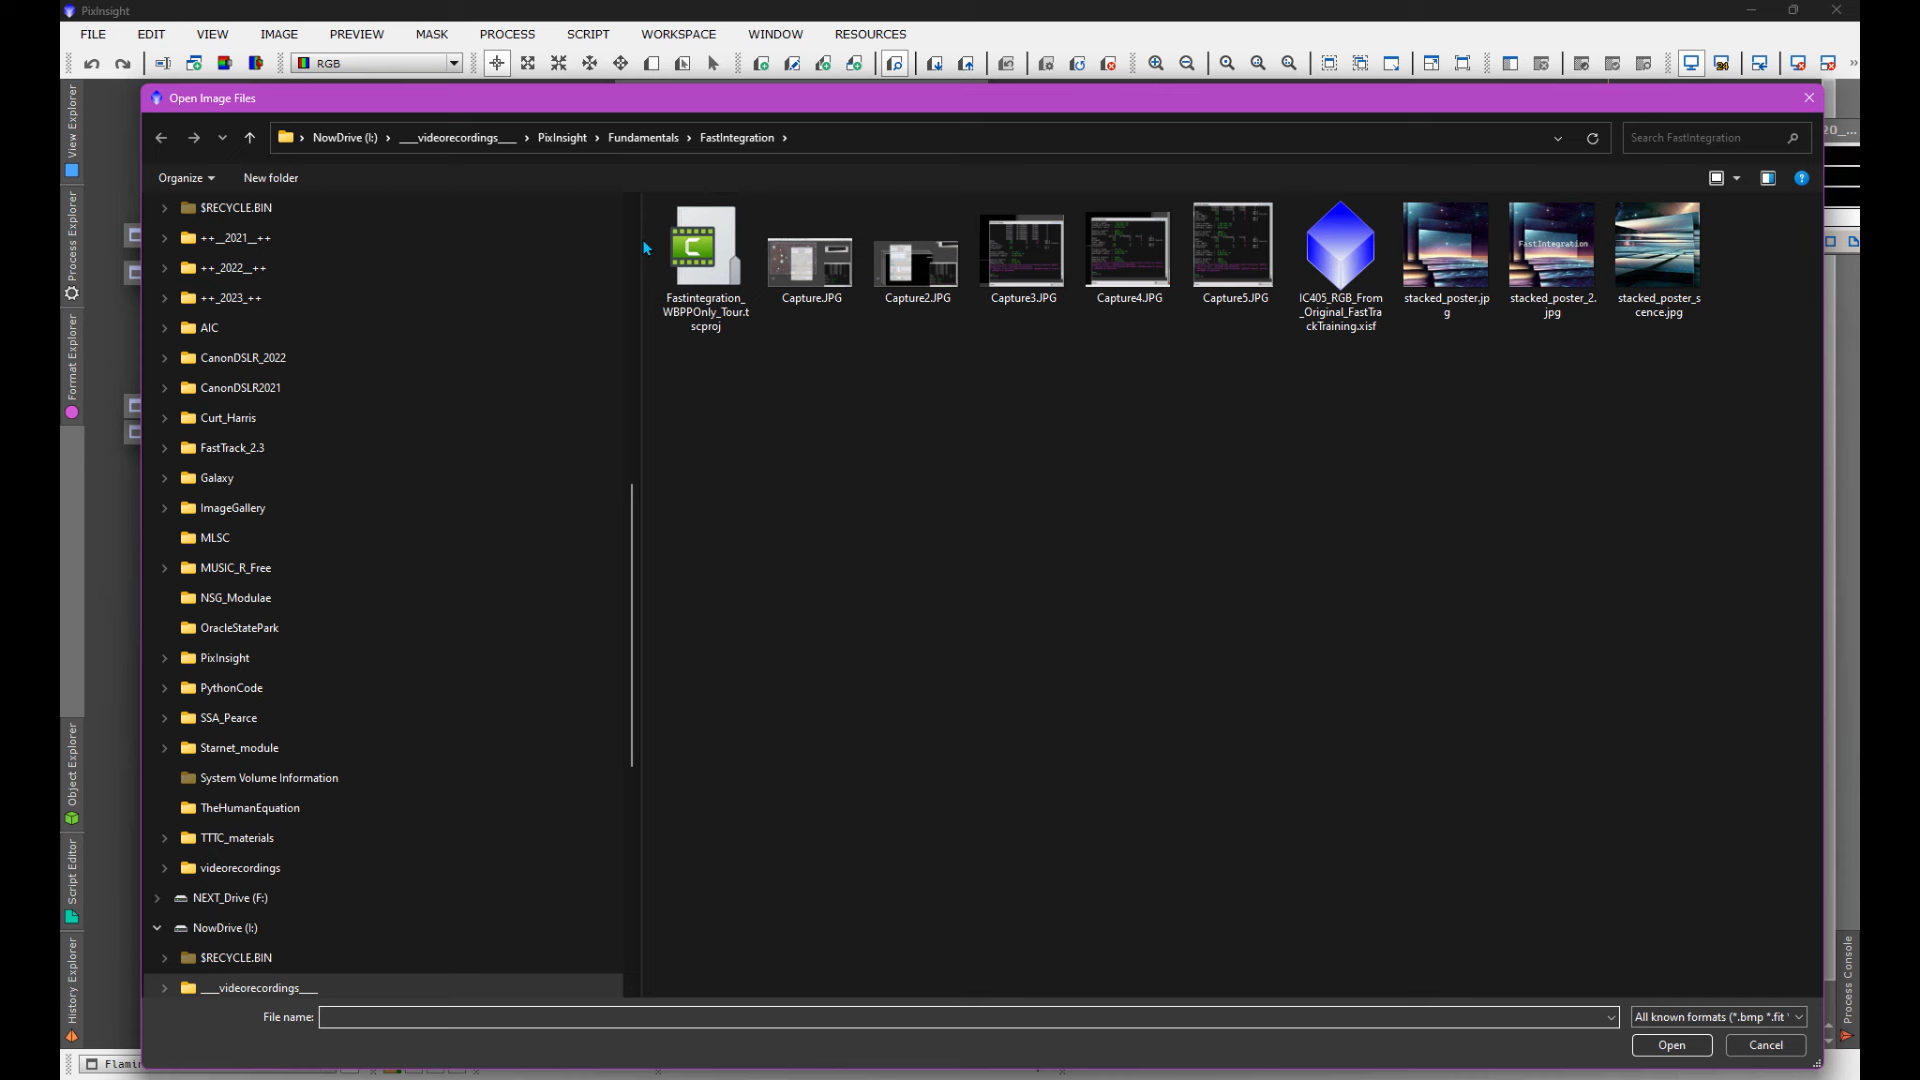 PixInsight
FILE EDIT VIEW IMAGE PREVIEW MASK PROCESS SCRIPT WORKSPACE WINDOW RESOURCES
RGB
Open Image Files
NowDrive (I:) ___videorecordings___ PixInsight Fundamentals FastIntegration
Search FastIntegration
Organize New folder
View Explorer
Process Explorer
Format Explorer
Object Explorer
Script Editor
History Explorer
Process Console
$RECYCLE.BIN
++__2021__++
++_2022__++
++_2023_++
AIC
CanonDSLR_2022
CanonDSLR2021
Curt_Harris
FastTrack_2.3
Galaxy
ImageGallery
MLSC
MUSIC_R_Free
NSG_Modulae
OracleStatePark
PixInsight
PythonCode
SSA_Pearce
Starnet_module
System Volume Information
TheHumanEquation
TTTC_materials
videorecordings
NEXT_Drive (F:)
NowDrive (I:)
$RECYCLE.BIN
___videorecordings___
Fastintegration_
WBPPOnly_Tour.t
scproj
Capture.JPG
Capture2.JPG
Capture3.JPG
Capture4.JPG
Capture5.JPG
IC405_RGB_From
_Original_FastTra
ckTraining.xisf
stacked_poster.jp
g
FastIntegration
stacked_poster_2.
jpg
stacked_poster_s
cence.jpg
File name:
All known formats (*.bmp *.fit
Open Cancel